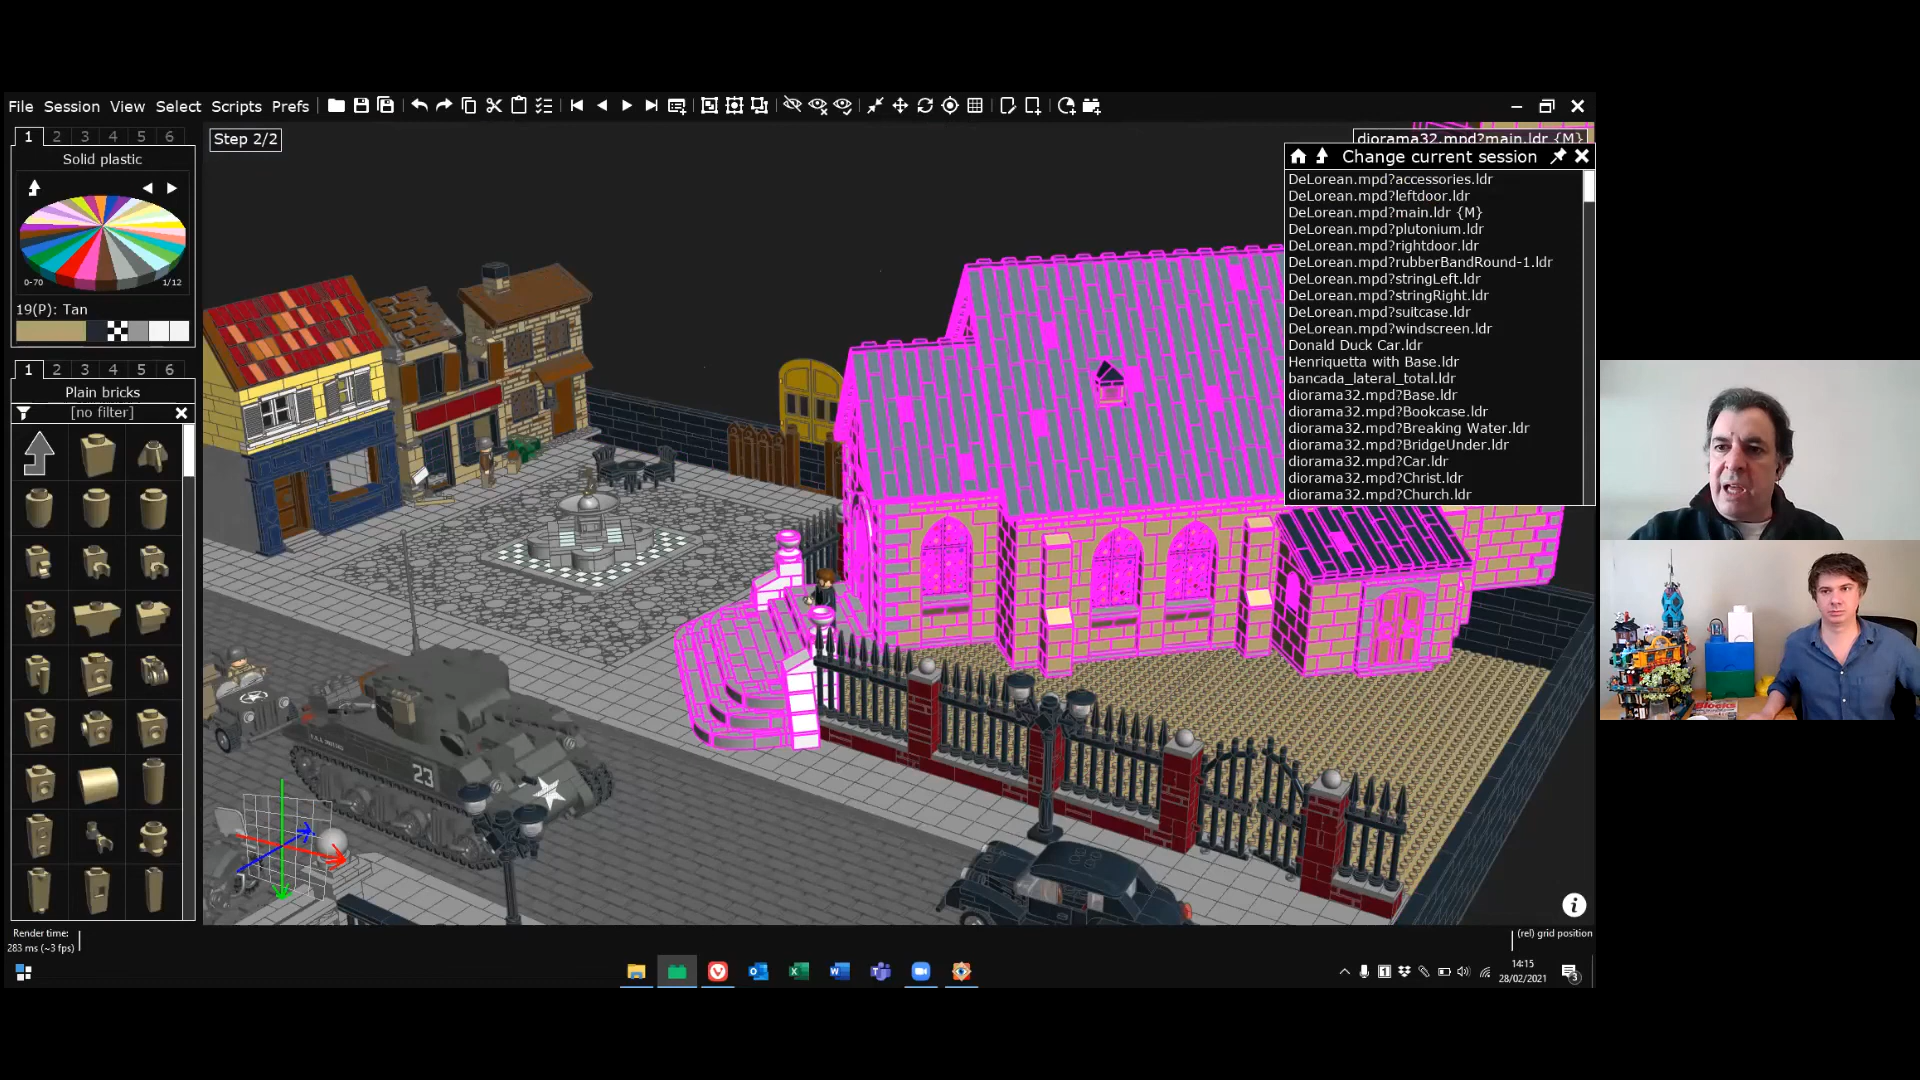 File Session View Select Scripts Prefs
1 2 3 4 5 6
Solid plastic
0-70 1/12
19(P): Tan
1 2 3 4 5 6
Plain bricks
[no filter]
Step 2/2
diorama32.mpd?main.ldr {M}
Change current session
DeLorean.mpd?accessories.ldr
DeLorean.mpd?leftdoor.ldr
DeLorean.mpd?main.ldr {M}
DeLorean.mpd?plutonium.ldr
DeLorean.mpd?rightdoor.ldr
DeLorean.mpd?rubberBandRound-1.ldr
DeLorean.mpd?stringLeft.ldr
DeLorean.mpd?stringRight.ldr
DeLorean.mpd?suitcase.ldr
DeLorean.mpd?windscreen.ldr
Donald Duck Car.ldr
Henriquetta with Base.ldr
bancada_lateral_total.ldr
diorama32.mpd?Base.ldr
diorama32.mpd?Bookcase.ldr
diorama32.mpd?Breaking Water.ldr
diorama32.mpd?BridgeUnder.ldr
diorama32.mpd?Car.ldr
diorama32.mpd?Christ.ldr
diorama32.mpd?Church.ldr
23
Blocks
Render time:
283 ms (~3 fps)
(rel) grid position
14:15
28/02/2021
3